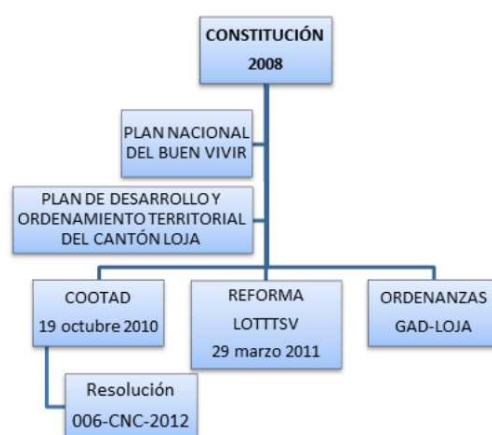 CONSTITUCIÓN
2008
PLAN NACIONAL
DEL BUEN VIVIR
PLAN DE DESARROLLO Y
ORDENAMIENTO TERRITORIAL
DEL CANTÓN LOJA
COOTAD
19 octubre 2010
REFORMA
LOTTTSV
29 marzo 2011
ORDENANZAS
GAD-LOJA
Resolución
006-CNC-2012